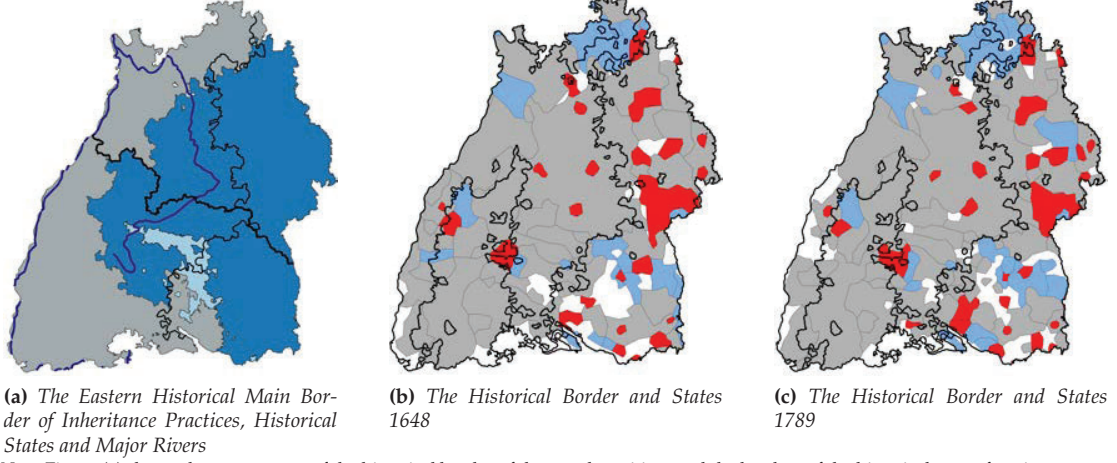 (a) The Eastern Historical Main Bor-
der of Inheritance Practices, Historical
States and Major Rivers
(b) The Historical Border and States
1648
(c) The Historical Border and States
1789